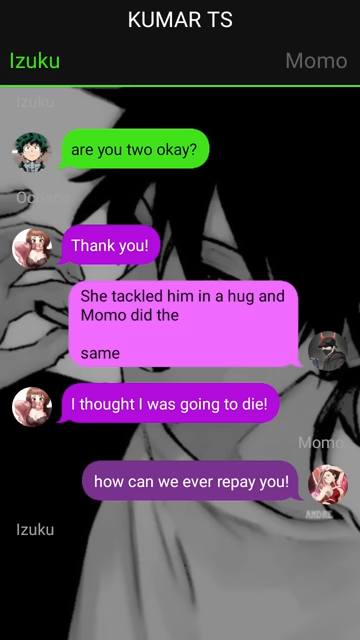 KUMAR TS
Izuku
Momo
Izuku
are you two okay?
Ochaco
Thank you!
She tackled him in a hug and
Momo did the
same
I thought I was going to die!
Momo
how can we ever repay you!
ANDRE
Izuku